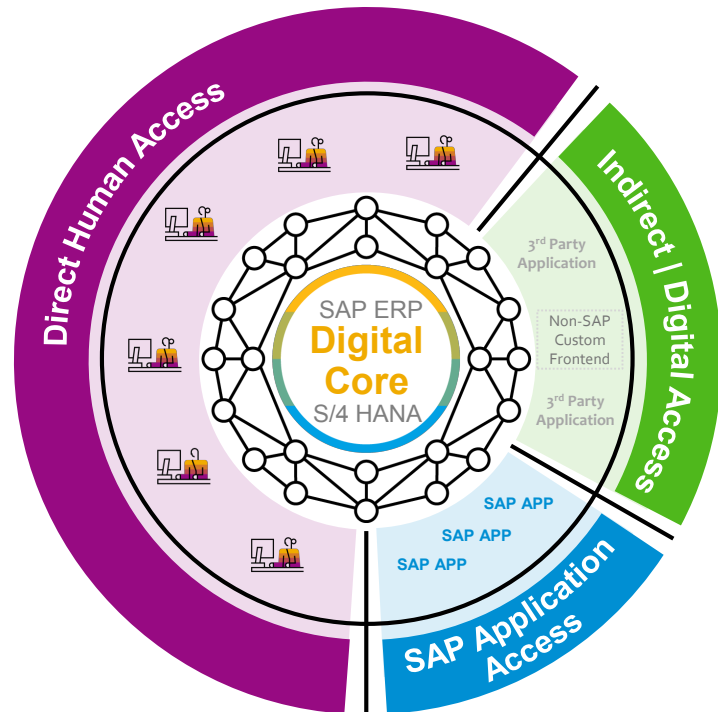 Direct Human Access
Indirect | Digital Access
3rd Party
Application
Non-SAP
Custom
Frontend
3rd Party
Application
SAP ERP
Digital
Core
S/4 HANA
SAP APP
SAP APP
SAP APP
SAP Application
Access